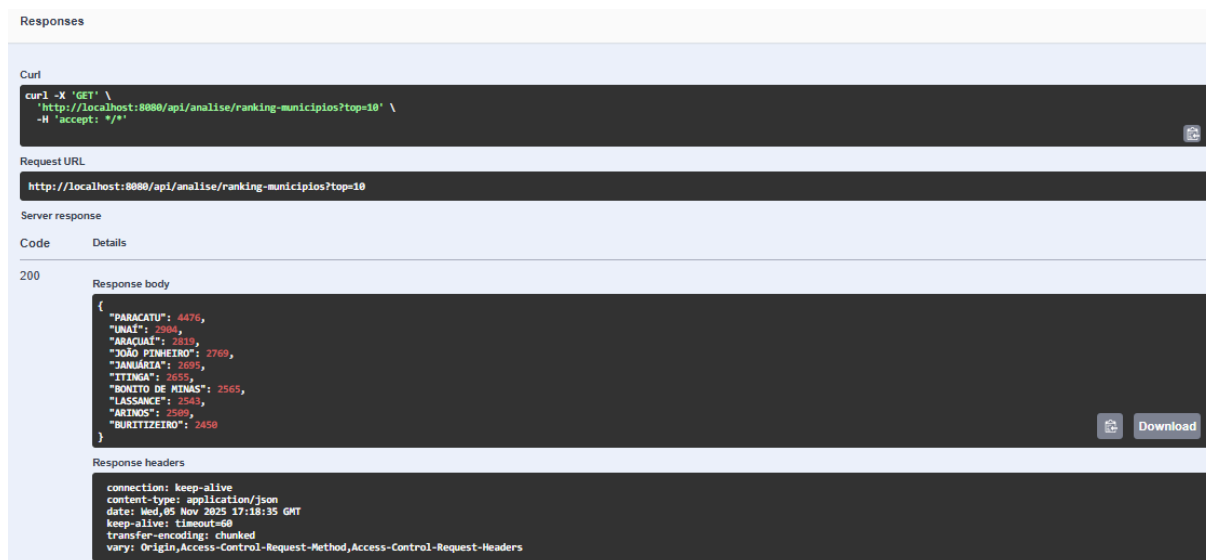 Responses
Curl
curl -X 'GET' \
  'http://localhost:8080/api/analise/ranking-municipios?top=10' \
  -H 'accept: */*'
Request URL
http://localhost:8080/api/analise/ranking-municipios?top=10
Server response
Code Details
200
Response body
{
  "PARACATU": 4476,
  "UNAÍ": 2904,
  "ARAÇUAÍ": 2819,
  "JOÃO PINHEIRO": 2769,
  "JANUÁRIA": 2695,
  "ITINGA": 2655,
  "BONITO DE MINAS": 2565,
  "LASSANCE": 2543,
  "ARINOS": 2509,
  "BURITIZEIRO": 2450
}
Download
Response headers
connection: keep-alive
content-type: application/json
date: Wed,05 Nov 2025 17:18:35 GMT
keep-alive: timeout=60
transfer-encoding: chunked
vary: Origin,Access-Control-Request-Method,Access-Control-Request-Headers